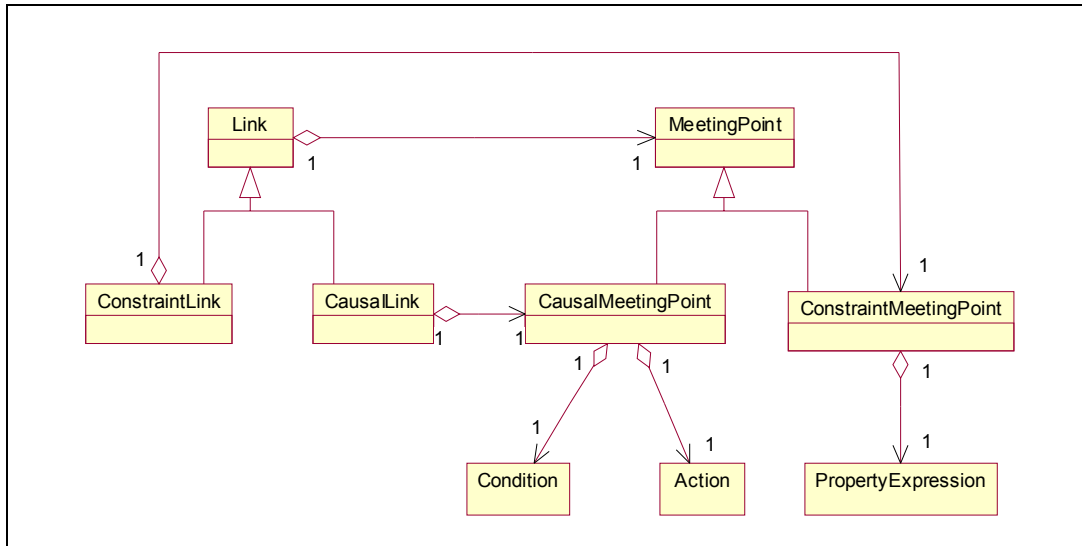 Link
MeetingPoint
1
1
1
1
ConstraintLink
CausalLink
CausalMeetingPoint
ConstraintMeetingPoint
1
1
1
1
1
1
1
1
Condition
Action
PropertyExpression